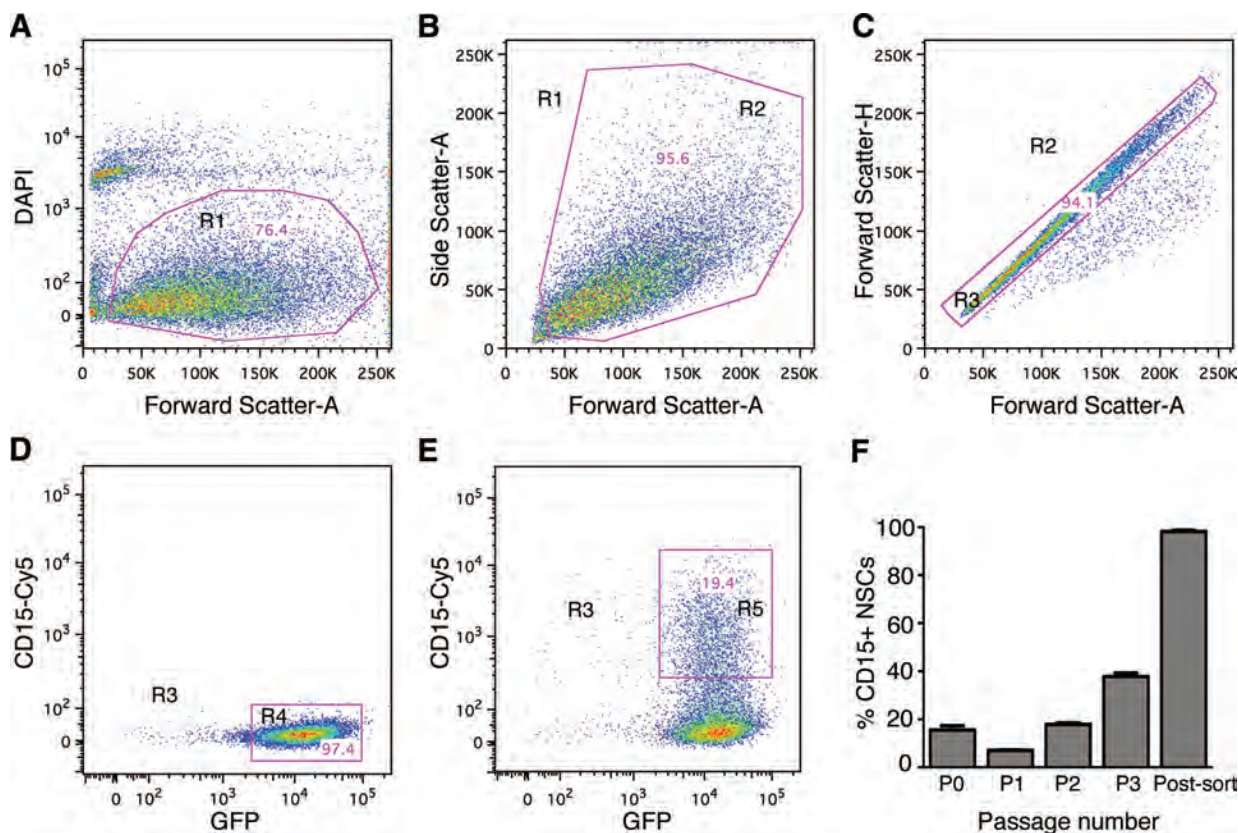 A
DAPI
10^5
10^4
10^3
10^2
0
R1
76.4
0 50K 100K 150K 200K 250K
Forward Scatter-A
B
Side Scatter-A
250K
200K
150K
100K
50K
0
R1
R2
95.6
0 50K 100K 150K 200K 250K
Forward Scatter-A
C
Forward Scatter-H
250K
200K
150K
100K
50K
0
R2
94.1
R3
0 50K 100K 150K 200K 250K
Forward Scatter-A
D
CD15-Cy5
10^5
10^4
10^3
10^2
0
R3
R4
97.4
0 10^2 10^3 10^4 10^5
GFP
E
CD15-Cy5
10^5
10^4
10^3
10^2
0
19.4
R3
R5
0 10^2 10^3 10^4 10^5
GFP
F
% CD15+ NSCs
100
80
60
40
20
0
P0 P1 P2 P3 Post-sort
Passage number